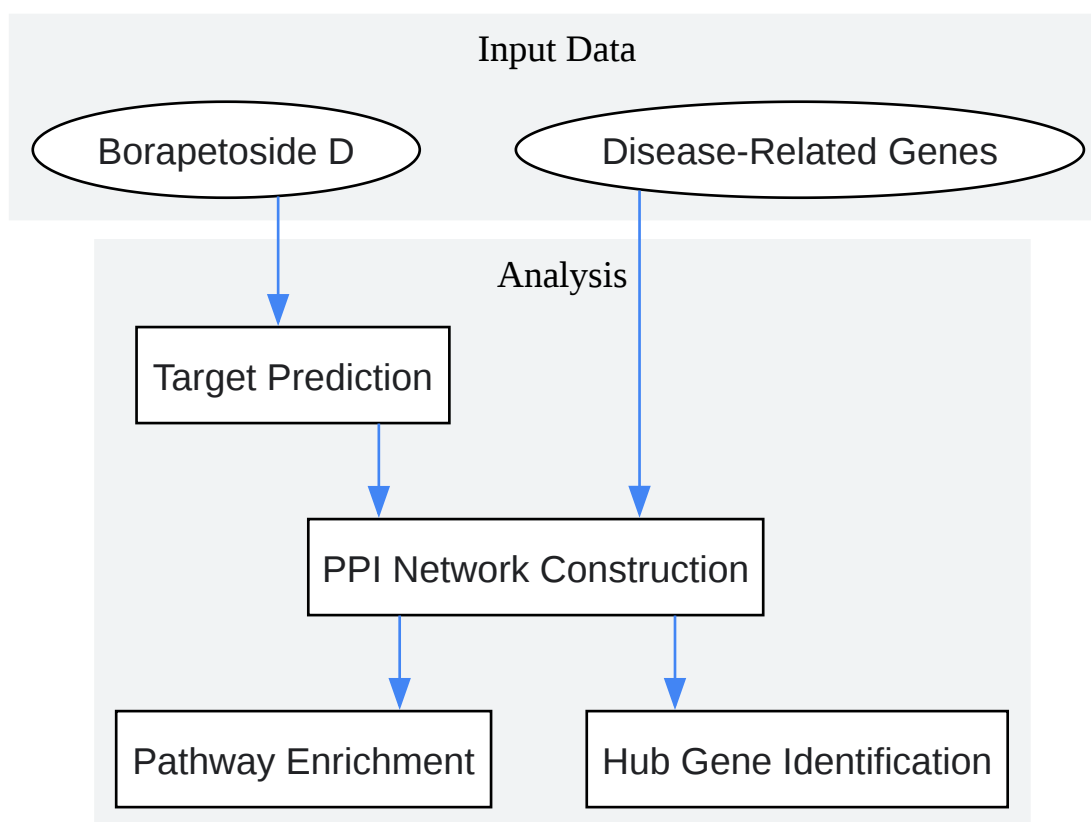 Input Data
Borapetoside D
Disease-Related Genes
Analysis
Target Prediction
PPI Network Construction
Pathway Enrichment
Hub Gene Identification